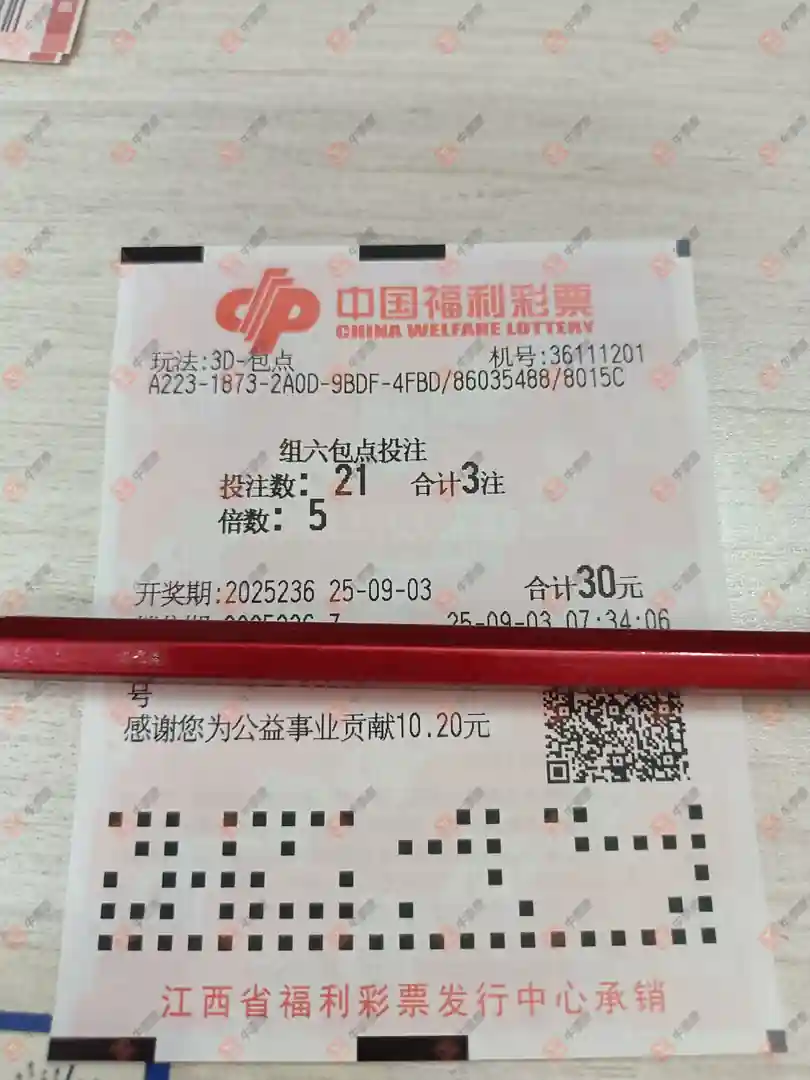 中国福利彩票
CHINA WELFARE LOTTERY
玩法:3D-包点 机号:36111201
A223-1873-2A0D-9BDF-4FBD/86035488/8015C
组六包点投注
投注数: 21 合计3注
倍数: 5
开奖期:2025236 25-09-03 合计30元
25-09-03 07:34:06
号
感谢您为公益事业贡献10.20元
江西省福利彩票发行中心承销